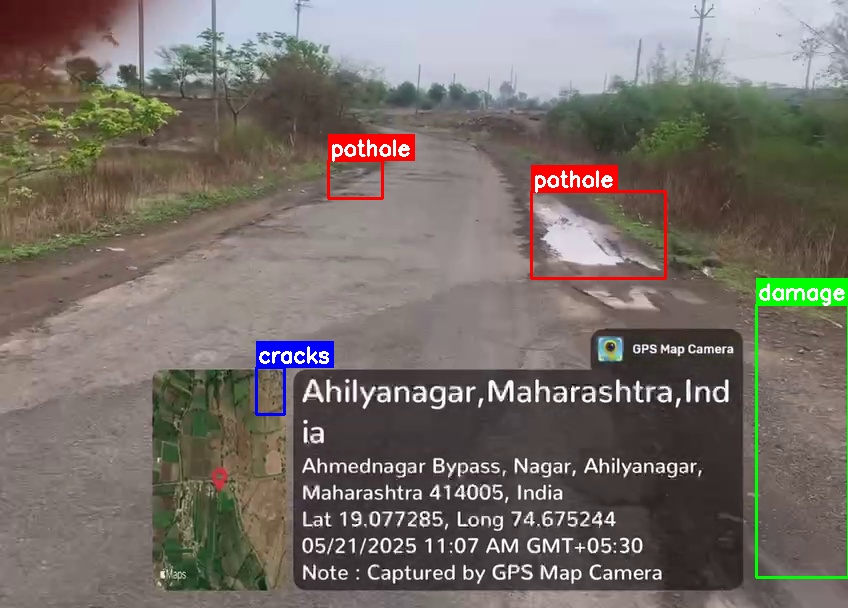 pothole
pothole
damage
cracks
GPS Map Camera
Ahilyanagar,Maharashtra,Ind
ia
Ahmednagar Bypass, Nagar, Ahilyanagar,
Maharashtra 414005, India
Lat 19.077285, Long 74.675244
05/21/2025 11:07 AM GMT+05:30
Note : Captured by GPS Map Camera
Maps